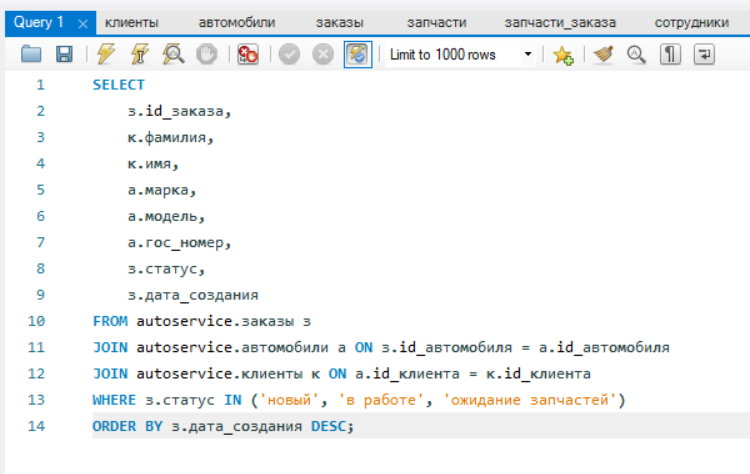 Query 1 клиенты автомобили заказы запчасти запчасти_заказа сотрудники
Limit to 1000 rows
1 SELECT
2 з.id_заказа,
3 к.фамилия,
4 к.имя,
5 а.марка,
6 а.модель,
7 а.гос_номер,
8 з.статус,
9 з.дата_создания
10 FROM autoservice.заказы з
11 JOIN autoservice.автомобили а ON з.id_автомобиля = а.id_автомобиля
12 JOIN autoservice.клиенты к ON а.id_клиента = к.id_клиента
13 WHERE з.статус IN ('новый', 'в работе', 'ожидание запчастей')
14 ORDER BY з.дата_создания DESC;